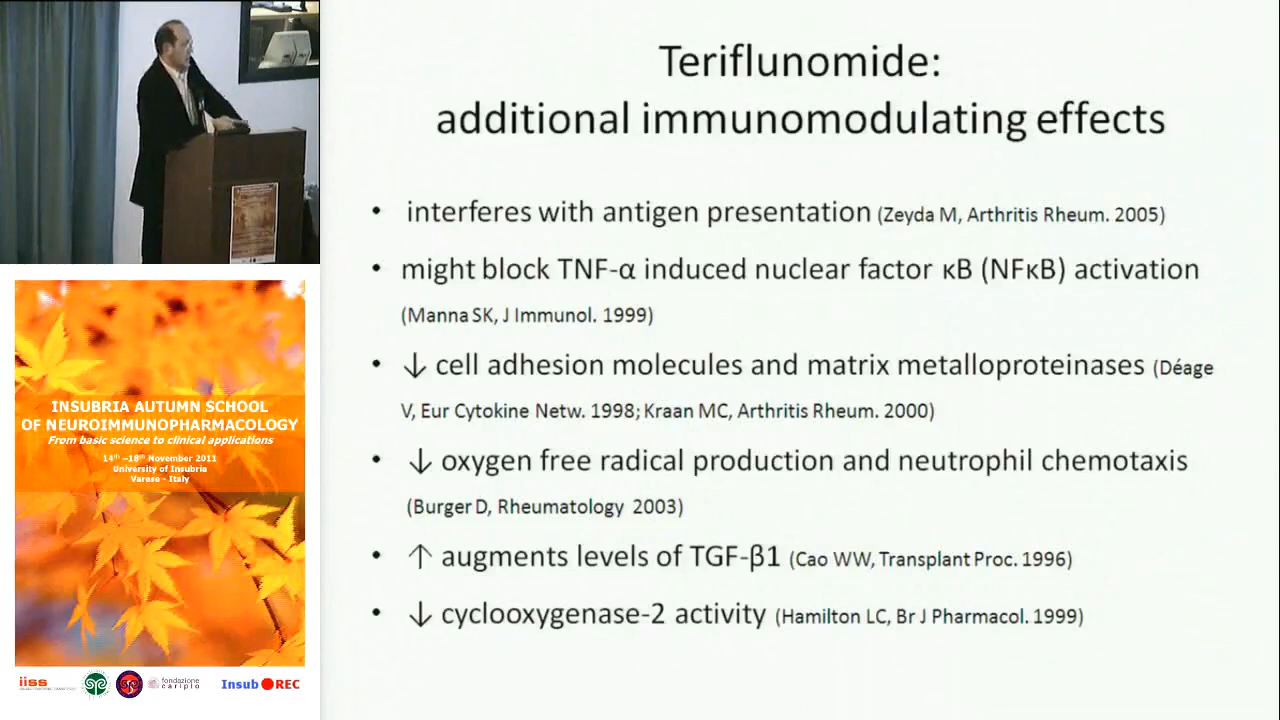 Teriflunomide:
additional immunomodulating effects
• interferes with antigen presentation (Zeyda M, Arthritis Rheum. 2005)
• might block TNF-α induced nuclear factor κB (NFκB) activation
(Manna SK, J Immunol. 1999)
• ↓ cell adhesion molecules and matrix metalloproteinases (Déage
V, Eur Cytokine Netw. 1998; Kraan MC, Arthritis Rheum. 2000)
• ↓ oxygen free radical production and neutrophil chemotaxis
(Burger D, Rheumatology 2003)
• ↑ augments levels of TGF-β1 (Cao WW, Transplant Proc. 1996)
• ↓ cyclooxygenase-2 activity (Hamilton LC, Br J Pharmacol. 1999)
INSUBRIA AUTUMN SCHOOL
OF NEUROIMMUNOPHARMACOLOGY
From basic science to clinical applications
14th –18th November 2011
University of Insubria
Varese - Italy
iiss
fondazione
cariplo
Insub REC